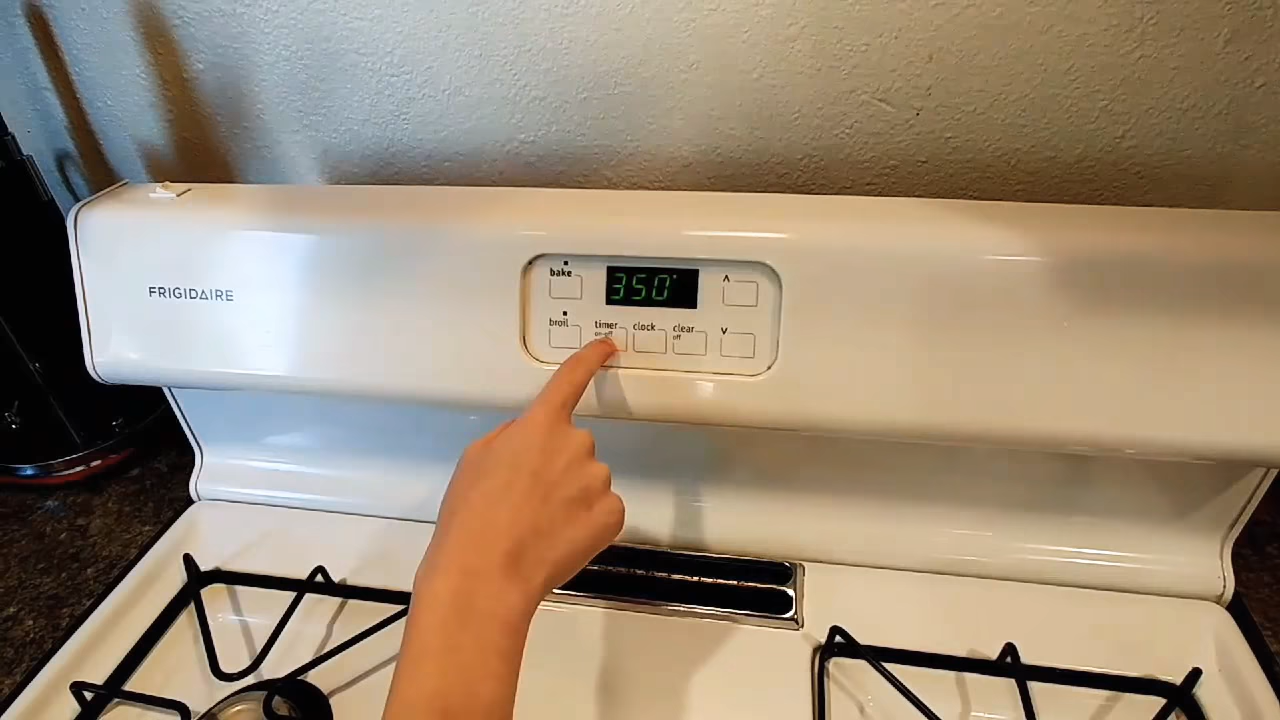 FRIGIDAIRE
bake
350°
^
broil
timer
on-off
clock
clear
off
v